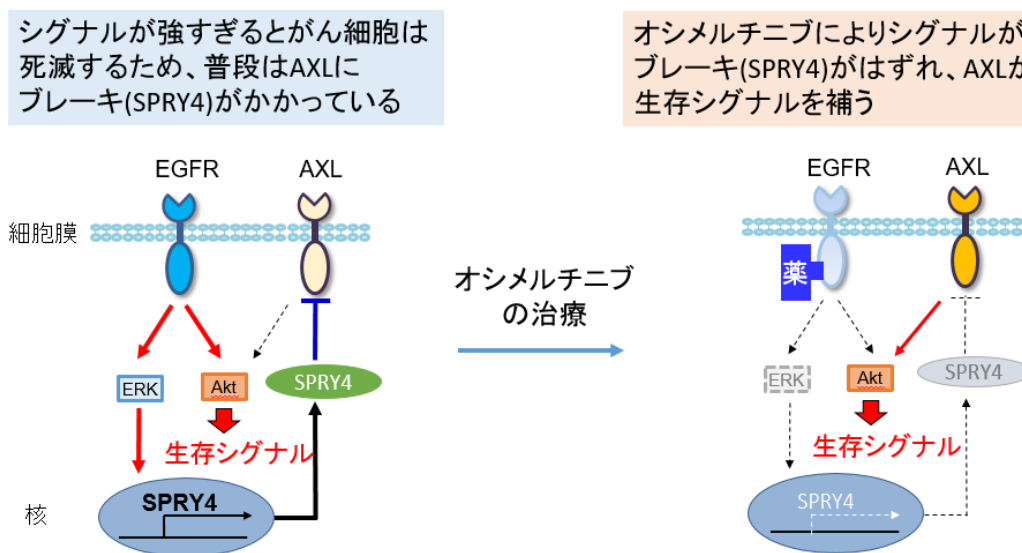 シグナルが強すぎるとがん細胞は
死滅するため、普段はAXLに
ブレーキ(SPRY4)がかかっている
オシメルチニブによりシグナルが
ブレーキ(SPRY4)がはずれ、AXLが
生存シグナルを補う
EGFR
AXL
細胞膜
ERK
Akt
SPRY4
生存シグナル
SPRY4
核
オシメルチニブ
の治療
EGFR
AXL
薬
ERK
Akt
SPRY4
生存シグナル
SPRY4